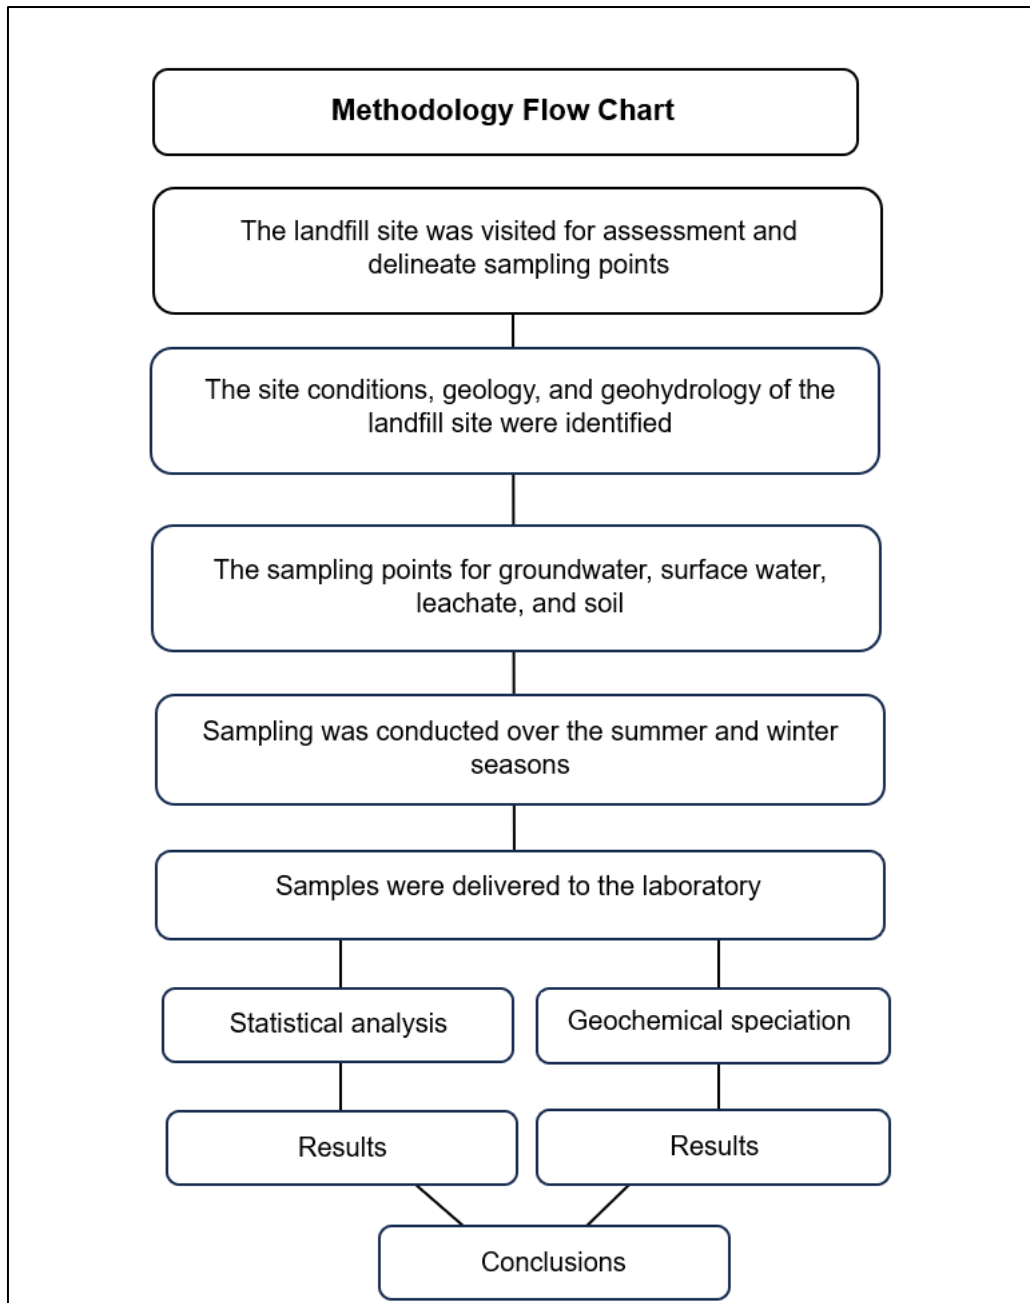 Methodology Flow Chart
The landfill site was visited for assessment and
delineate sampling points
The site conditions, geology, and geohydrology of the
landfill site were identified
The sampling points for groundwater, surface water,
leachate, and soil
Sampling was conducted over the summer and winter
seasons
Samples were delivered to the laboratory
Statistical analysis
Geochemical speciation
Results
Results
Conclusions